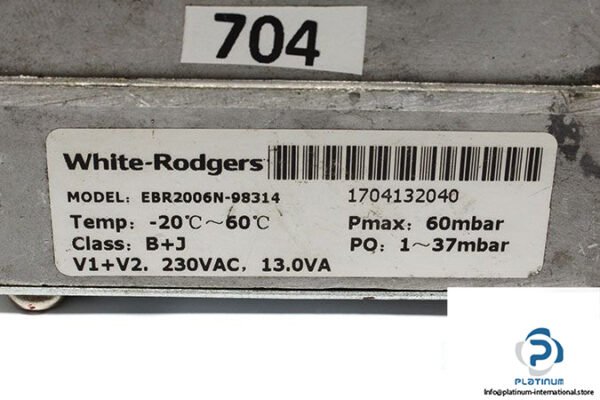 704
White-Rodgers
MODEL: EBR2006N-98314 1704132040
Temp: -20℃~60℃ Pmax: 60mbar
Class: B+J PO: 1~37mbar
V1+V2. 230VAC, 13.0VA
PLATINUM
Info@platinum-international.store